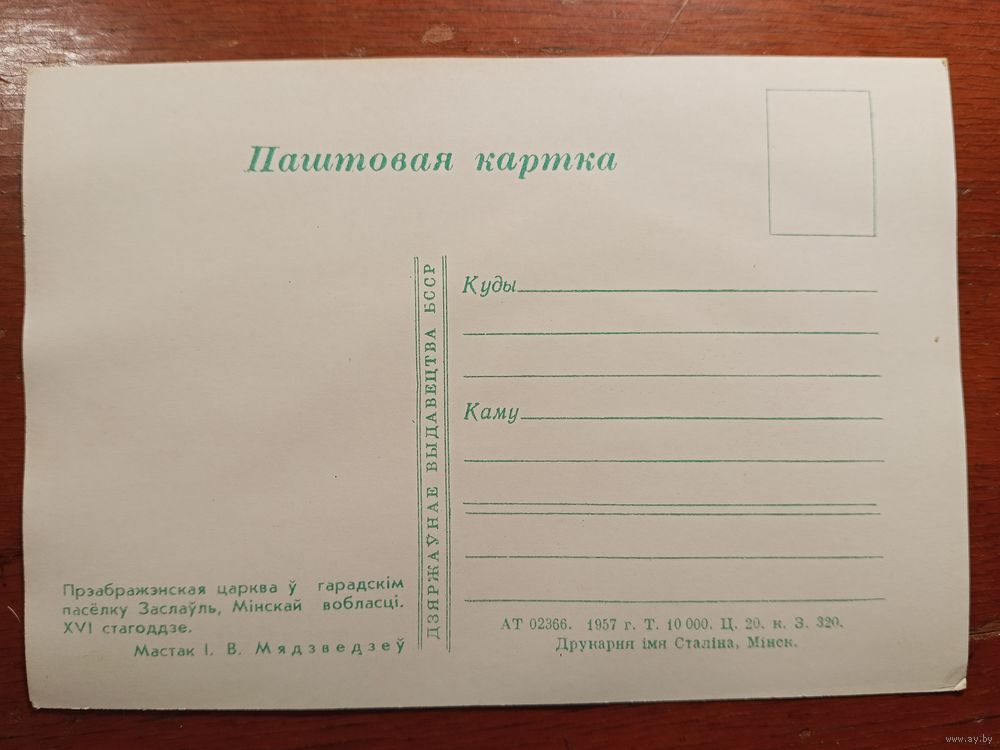 Паштовая картка
ДЗЯРЖАЎНАЕ ВЫДАВЕЦТВА БССР
Куды
Каму
Прэабражэнская царква ў гарадскім
пасёлку Заслаўль, Мінскай вобласці.
XVI стагоддзе.
Мастак І. В. Мядзведзеў
АТ 02366. 1957 г. Т. 10 000. Ц. 20. к. З. 320.
Друкарня імя Сталіна, Мінск.
www.ay.by